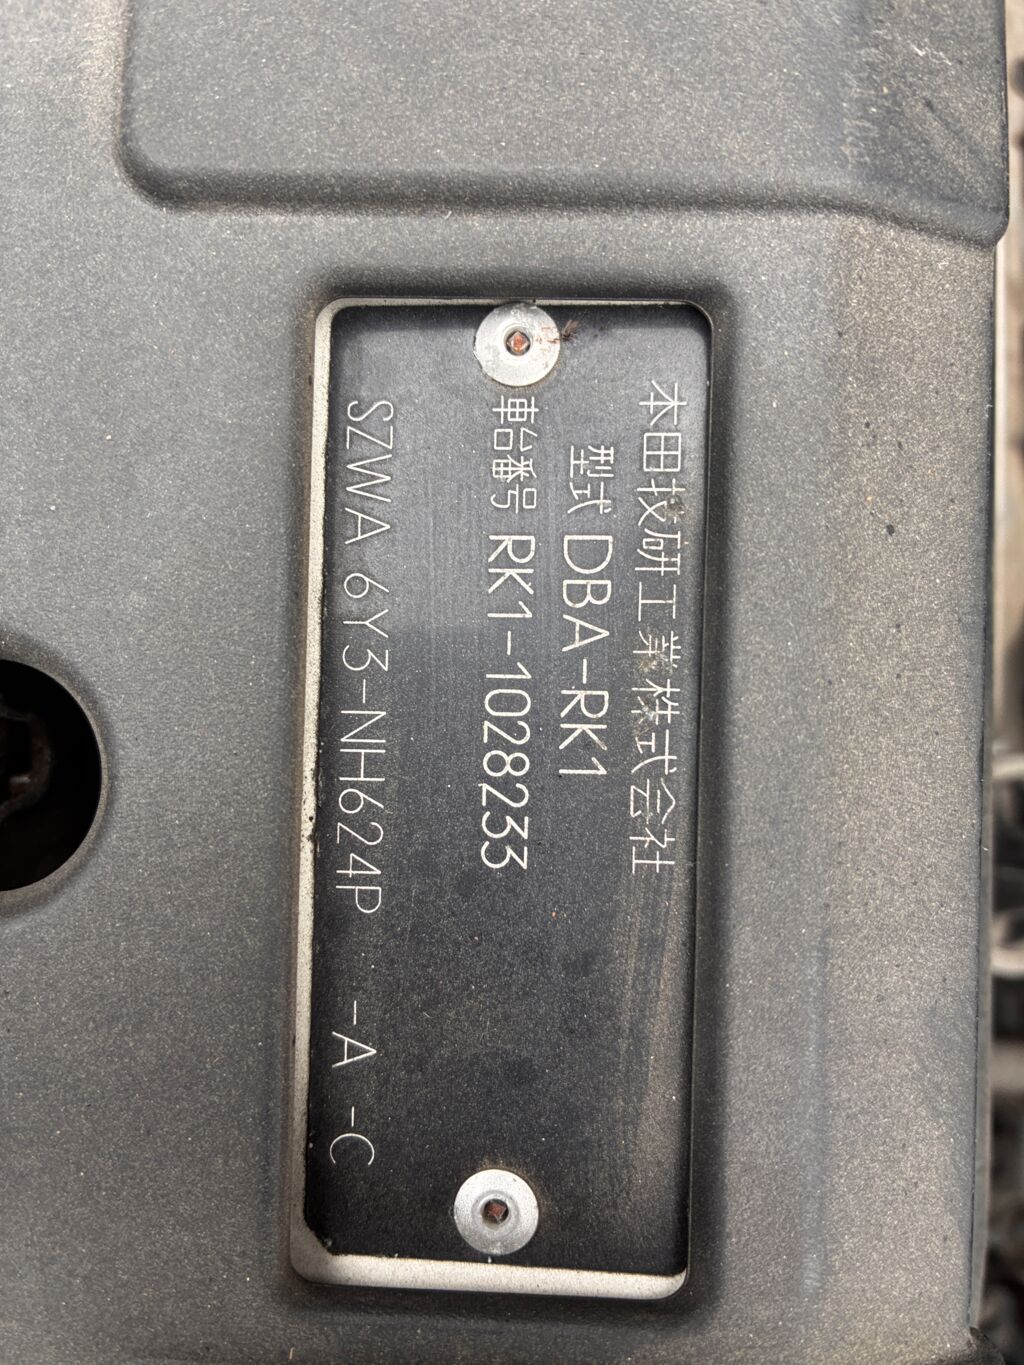 本田技研工業株式会社
型式 DBA-RK1
車台番号 RK1-1028233
SZWA 6Y3-NH624P -A -C